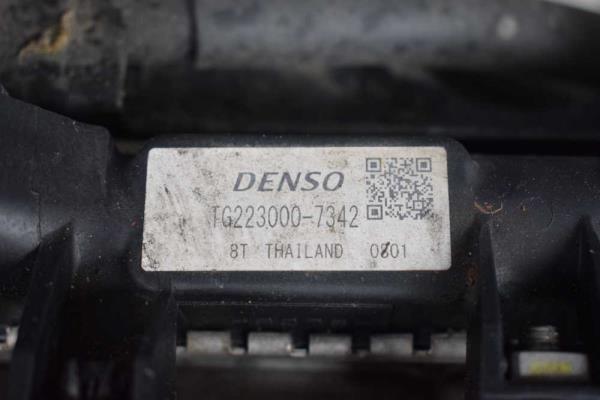 DENSO
TG223000-7342
8T THAILAND 0801